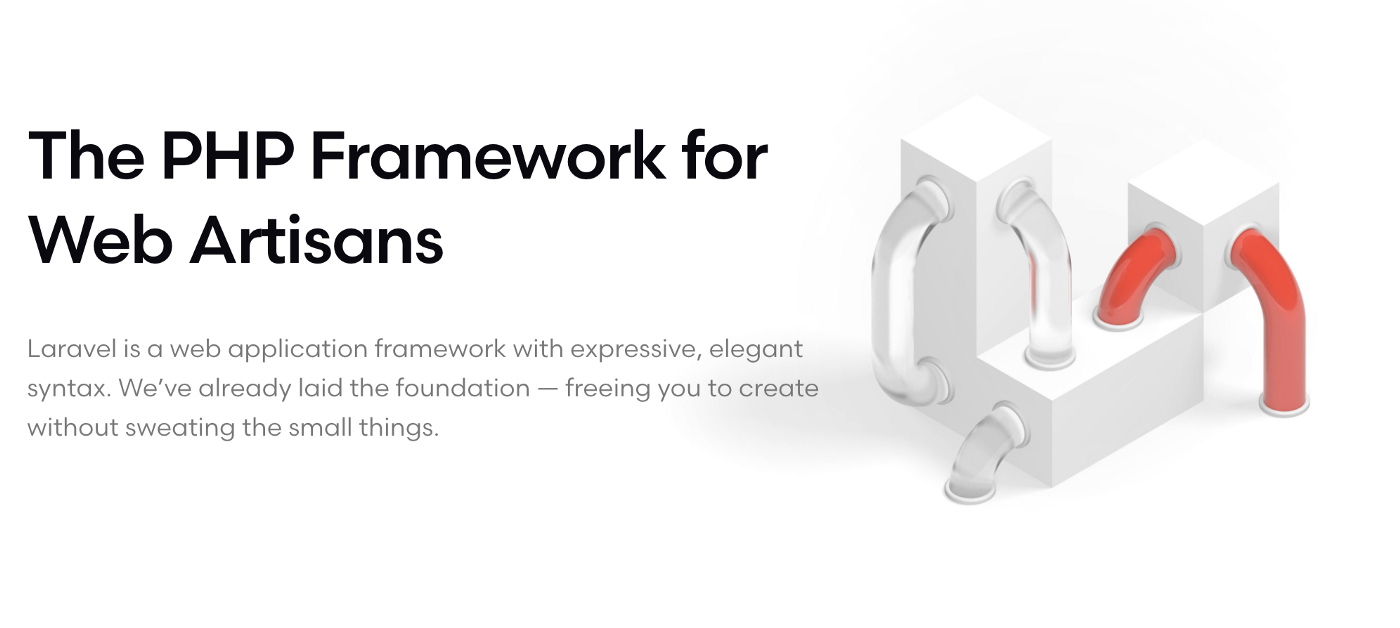 The PHP Framework for
Web Artisans
Laravel is a web application framework with expressive, elegant
syntax. We’ve already laid the foundation — freeing you to create
without sweating the small things.